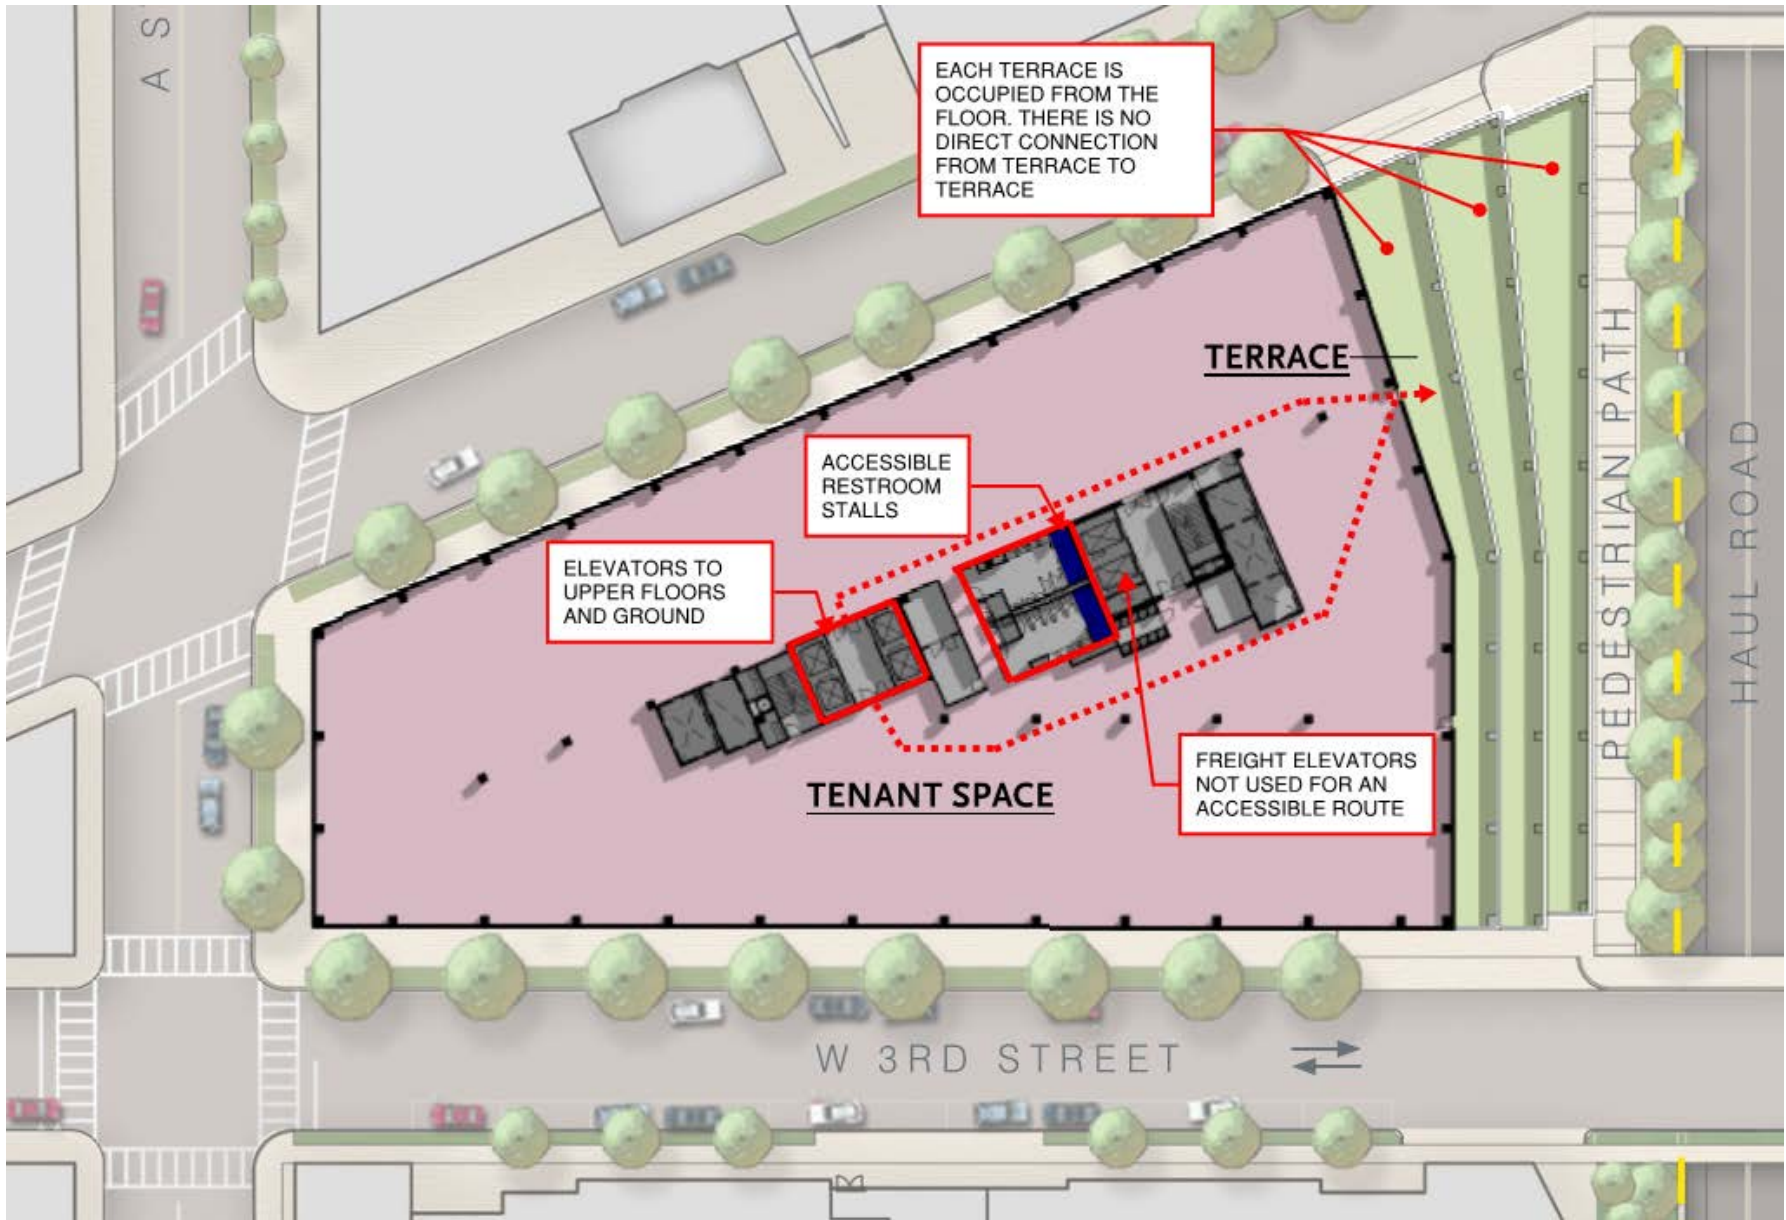 A S
EACH TERRACE IS
OCCUPIED FROM THE
FLOOR. THERE IS NO
DIRECT CONNECTION
FROM TERRACE TO
TERRACE
TERRACE
ACCESSIBLE
RESTROOM
STALLS
ELEVATORS TO
UPPER FLOORS
AND GROUND
TENANT SPACE
FREIGHT ELEVATORS
NOT USED FOR AN
ACCESSIBLE ROUTE
PEDESTRIAN PATH
HAUL ROAD
W 3RD STREET